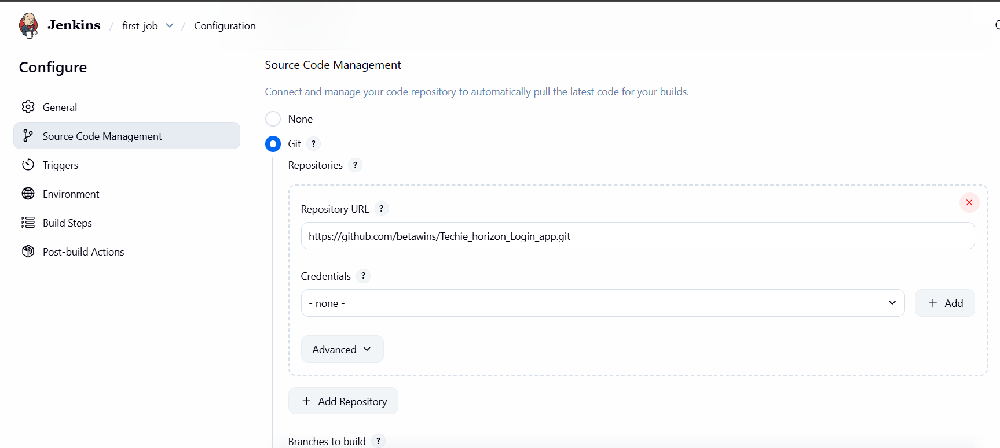 Jenkins / first_job / Configuration
Configure
General
Source Code Management
Triggers
Environment
Build Steps
Post-build Actions
Source Code Management
Connect and manage your code repository to automatically pull the latest code for your builds.
None
Git ?
Repositories ?
Repository URL ?
https://github.com/betawins/Techie_horizon_Login_app.git
Credentials ?
- none -
+ Add
Advanced
+ Add Repository
Branches to build ?